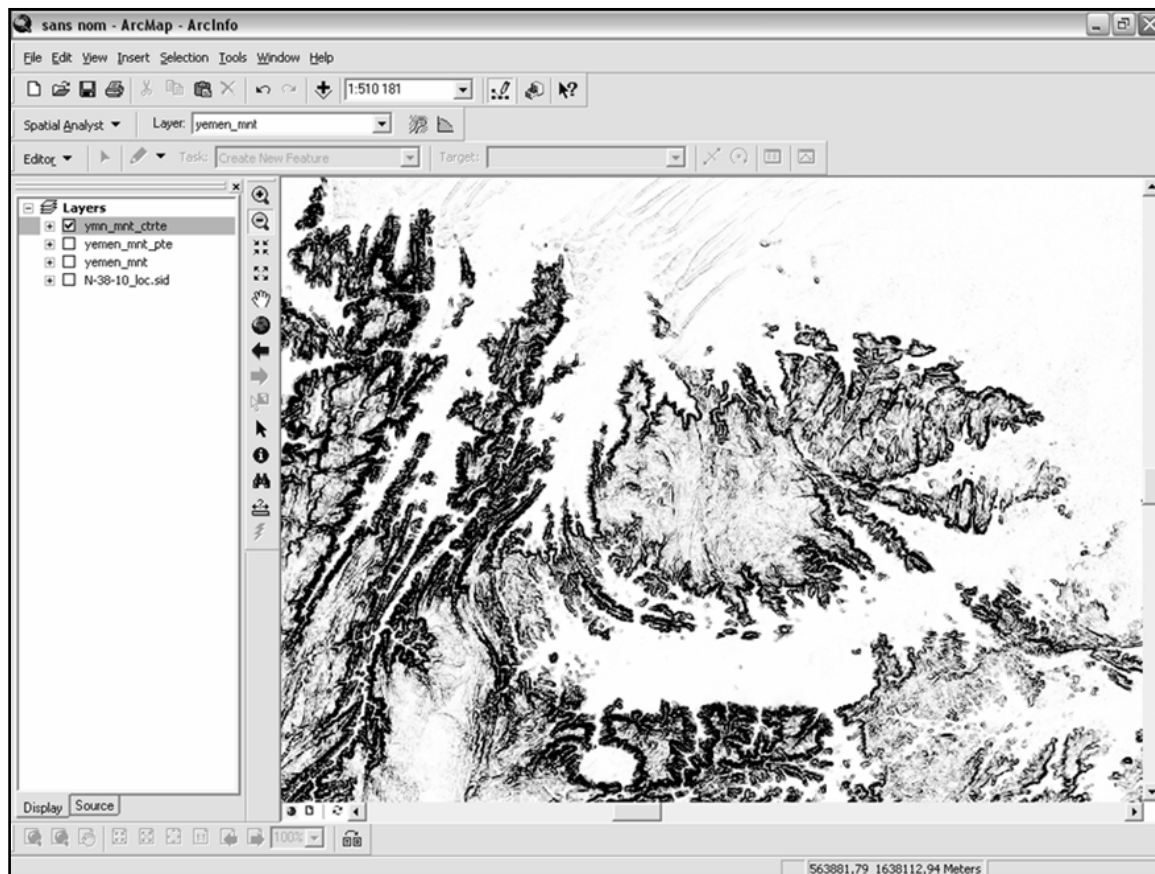 sans nom - ArcMap - ArcInfo
File Edit View Insert Selection Tools Window Help
1:510 181
Spatial Analyst Layer: yemen_mnt
Editor Task: Create New Feature Target:
Layers
ymn_mnt_ctrte
yemen_mnt_pte
yemen_mnt
N-38-10_loc.sid
Display Source
100%
563881,79 1638112,94 Meters